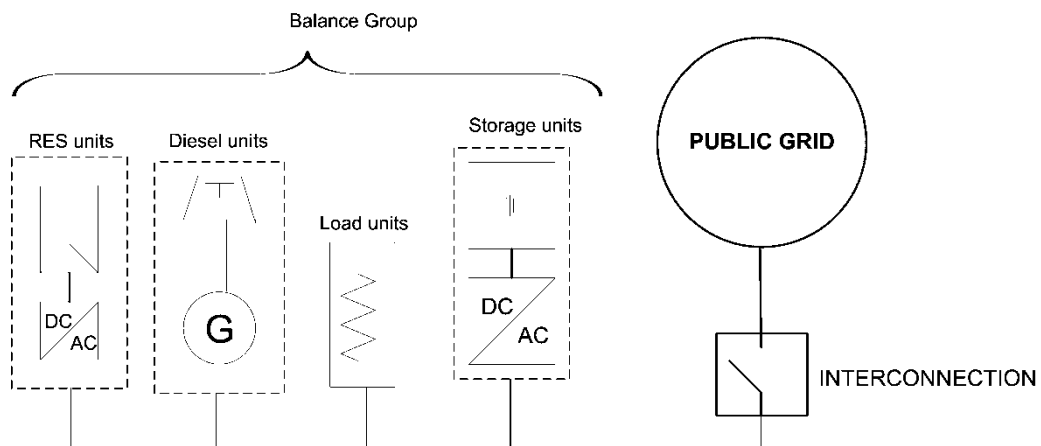 Balance Group
RES units
Diesel units
Storage units
Load units
PUBLIC GRID
DC
AC
G
DC
AC
INTERCONNECTION